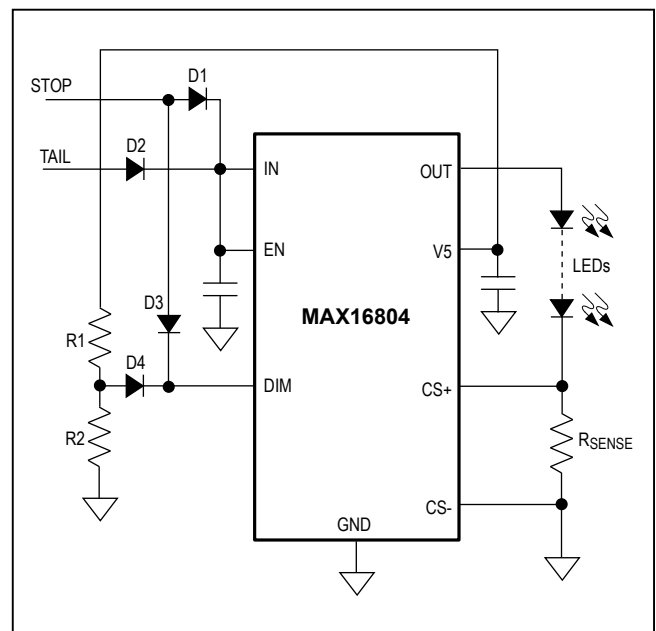 D1
STOP
D2
TAIL
IN
OUT
EN
V5
LEDs
D3
MAX16804
R1
D4
DIM
CS+
R2
RSENSE
CS-
GND